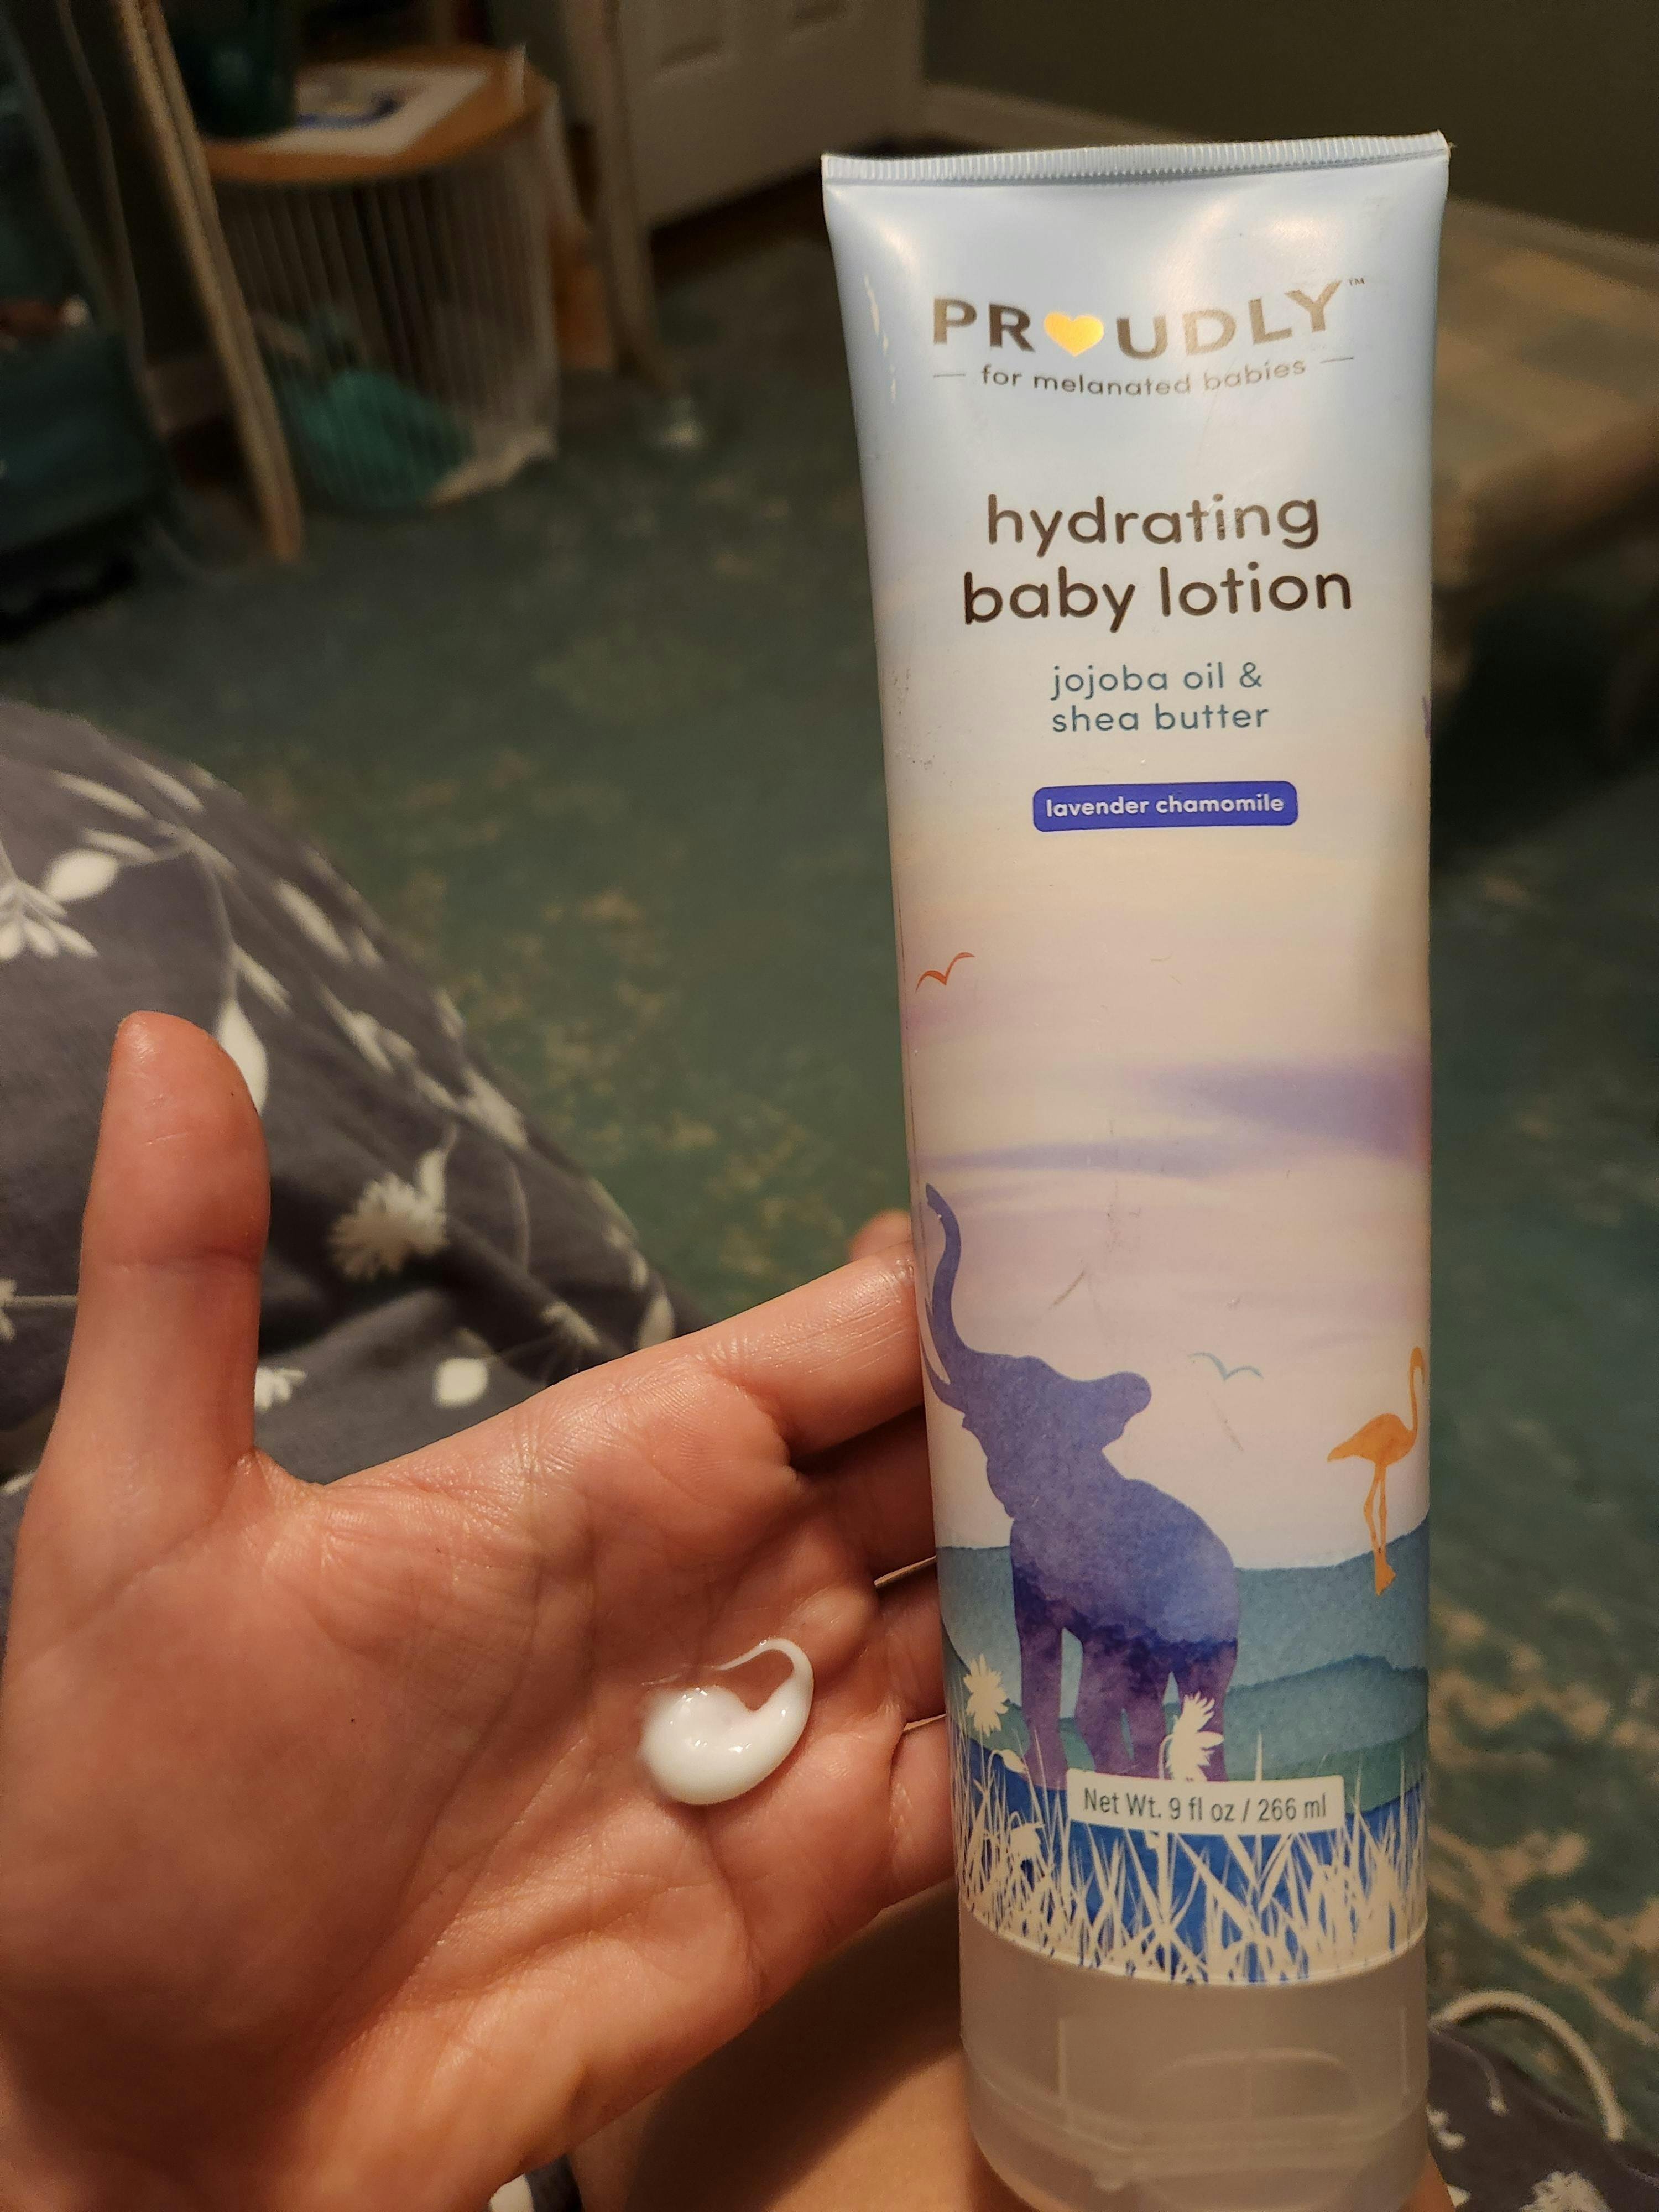 PROUDLY™
for melanated babies
hydrating
baby lotion
jojoba oil &
shea butter
lavender chamomile
Net Wt. 9 fl oz / 266 ml